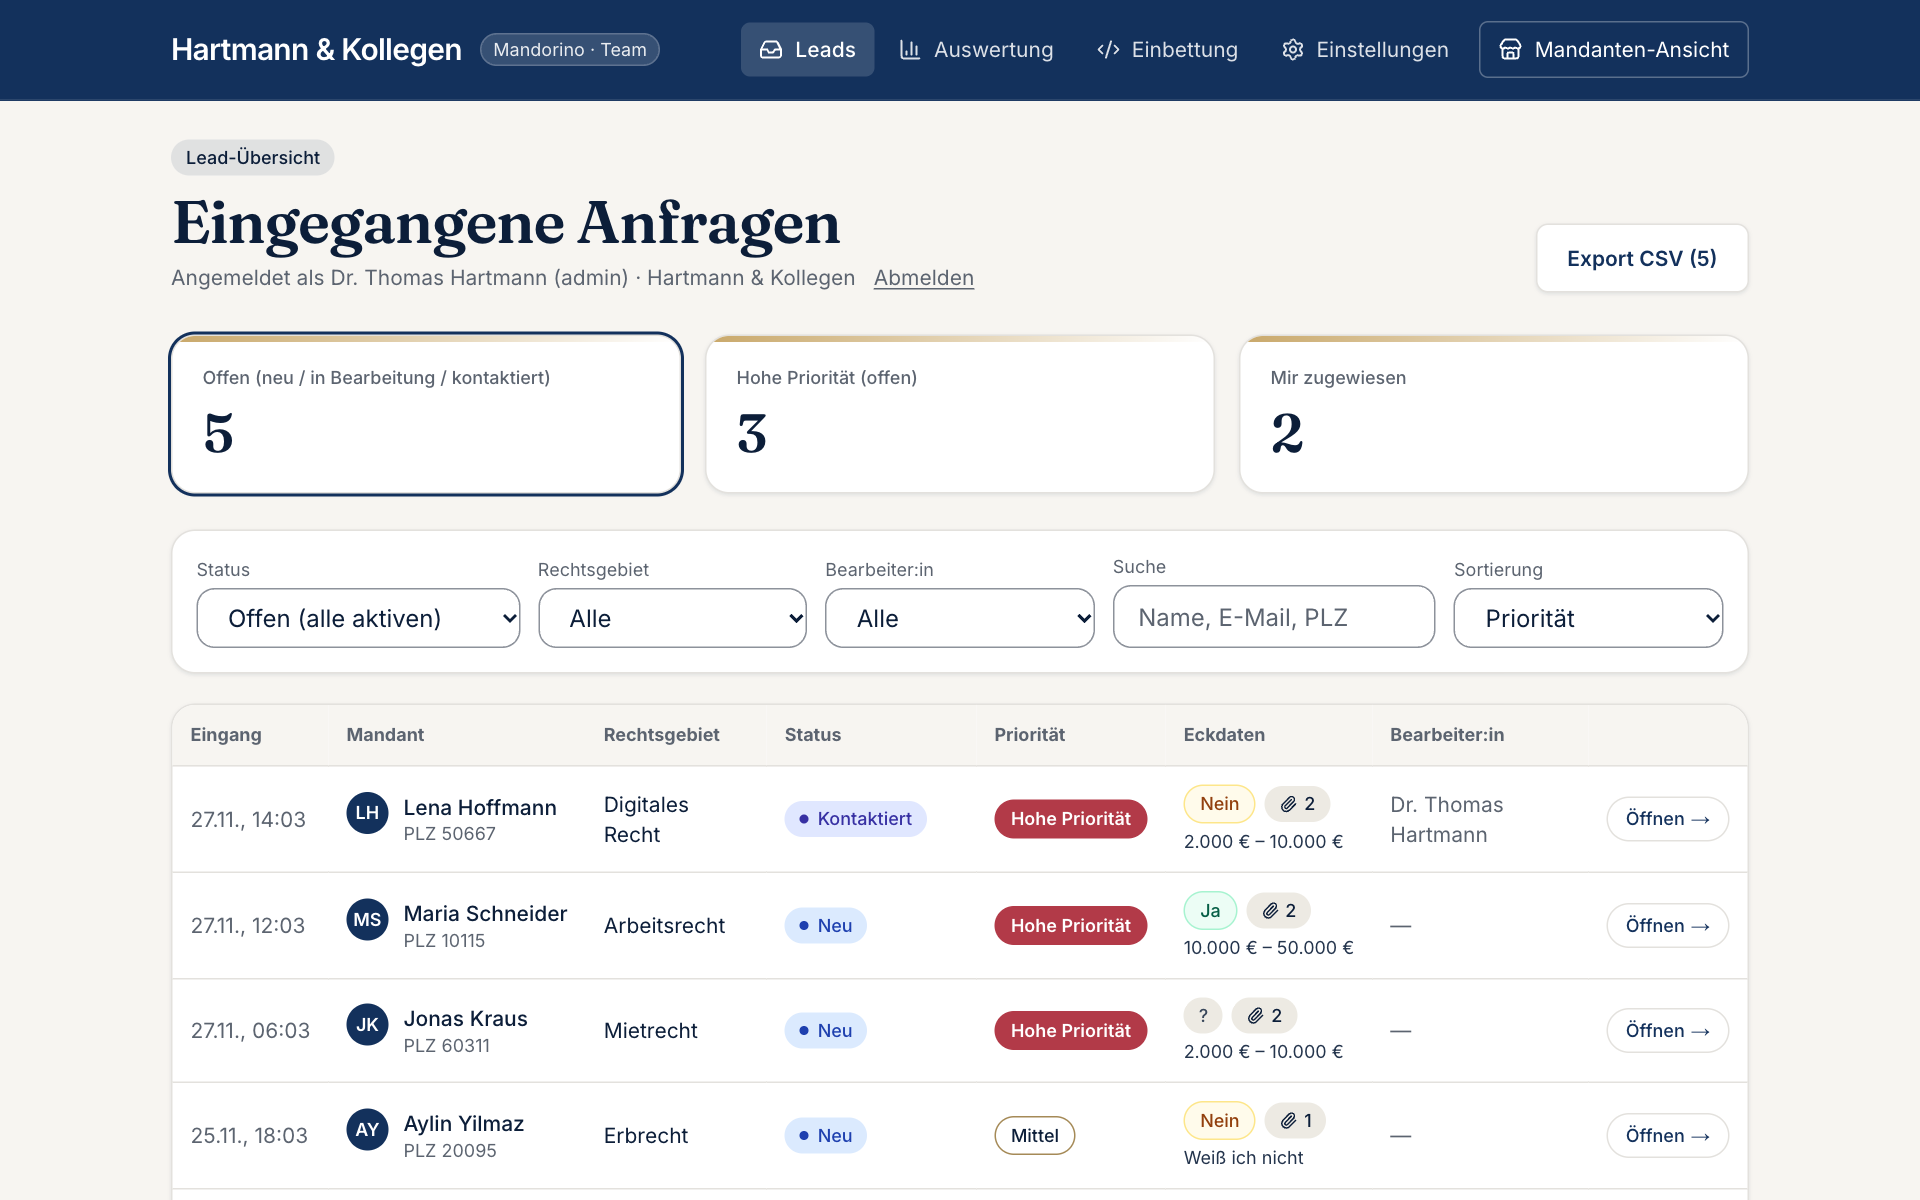 Hartmann & Kollegen
Mandorino · Team
Leads
Auswertung
Einbettung
Einstellungen
Mandanten-Ansicht
Lead-Übersicht
Eingegangene Anfragen
Angemeldet als Dr. Thomas Hartmann (admin) · Hartmann & Kollegen Abmelden
Export CSV (5)
Offen (neu / in Bearbeitung / kontaktiert)
5
Hohe Priorität (offen)
3
Mir zugewiesen
2
Status
Offen (alle aktiven)
Rechtsgebiet
Alle
Bearbeiter:in
Alle
Suche
Name, E-Mail, PLZ
Sortierung
Priorität
Eingang Mandant Rechtsgebiet Status Priorität Eckdaten Bearbeiter:in
27.11., 14:03
LH
Lena Hoffmann
PLZ 50667
Digitales
Recht
Kontaktiert
Hohe Priorität
Nein
2
2.000 € – 10.000 €
Dr. Thomas
Hartmann
Öffnen →
27.11., 12:03
MS
Maria Schneider
PLZ 10115
Arbeitsrecht
Neu
Hohe Priorität
Ja
2
10.000 € – 50.000 €
—
Öffnen →
27.11., 06:03
JK
Jonas Kraus
PLZ 60311
Mietrecht
Neu
Hohe Priorität
?
2
2.000 € – 10.000 €
—
Öffnen →
25.11., 18:03
AY
Aylin Yilmaz
PLZ 20095
Erbrecht
Neu
Mittel
Nein
1
Weiß ich nicht
—
Öffnen →